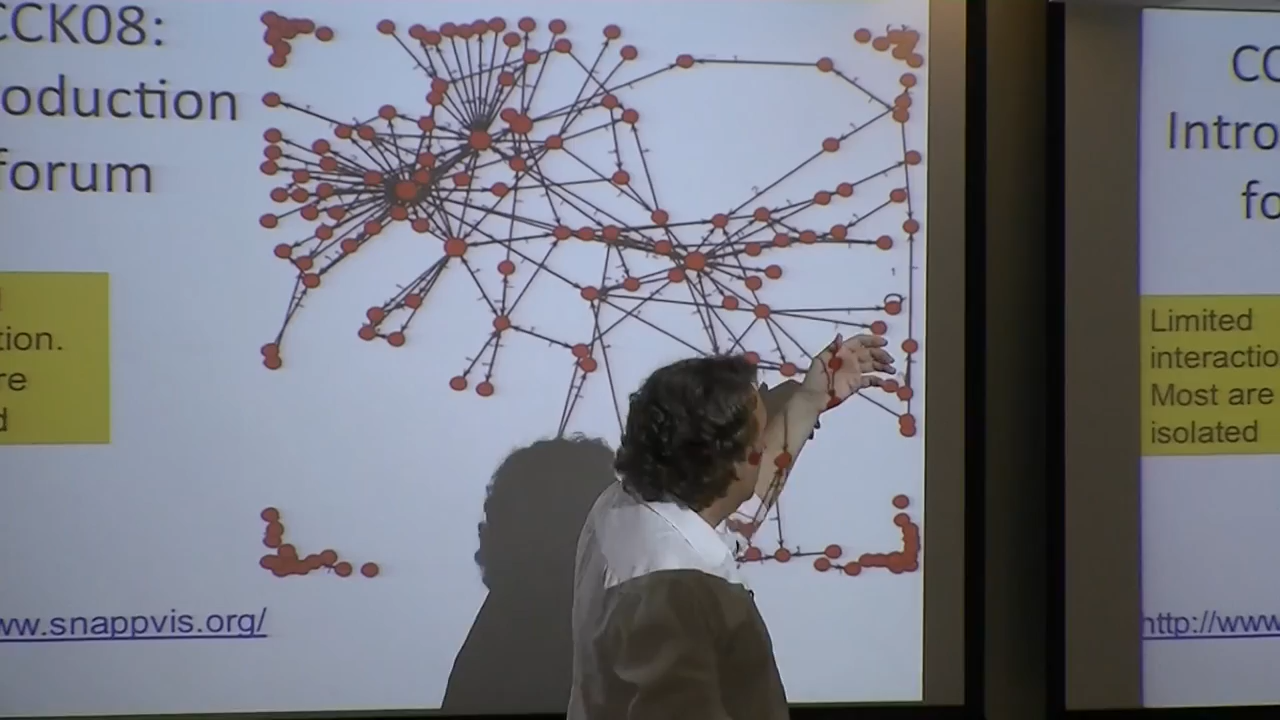 CCK08:
oduction
forum
tion.
re
d
ww.snappvis.org/
CC
Intro
fo
Limited
interactio
Most are
isolated
http://www